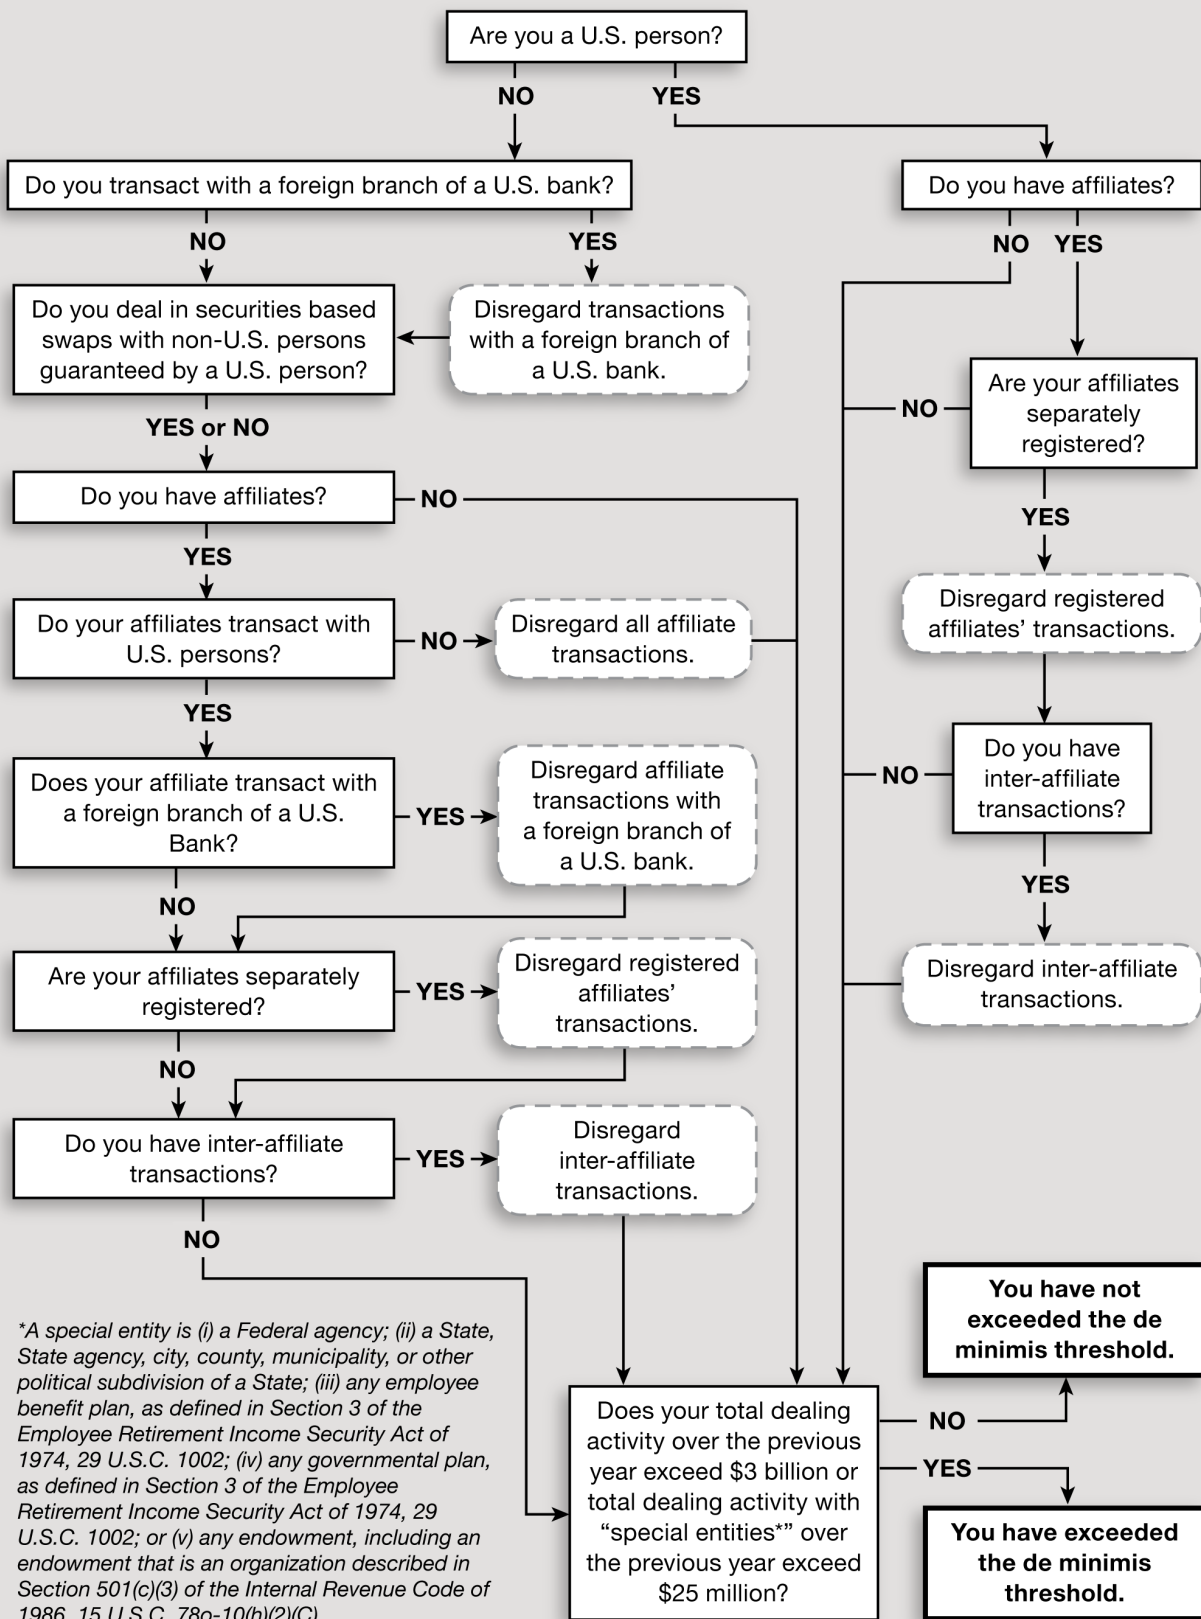 Are you a U.S. person?
NO
YES
Do you transact with a foreign branch of a U.S. bank?
Do you have affiliates?
NO
YES
NO
YES
Do you deal in securities based
swaps with non-U.S. persons
guaranteed by a U.S. person?
Disregard transactions
with a foreign branch of
a U.S. bank.
Are your affiliates
separately
registered?
NO
YES or NO
Do you have affiliates?
NO
YES
YES
Do your affiliates transact with
U.S. persons?
NO
Disregard all affiliate
transactions.
Disregard registered
affiliates’ transactions.
YES
Does your affiliate transact with
a foreign branch of a U.S.
Bank?
YES
Disregard affiliate
transactions with
a foreign branch of
a U.S. bank.
NO
Do you have
inter-affiliate
transactions?
YES
NO
Are your affiliates separately
registered?
YES
Disregard registered
affiliates’
transactions.
Disregard inter-affiliate
transactions.
NO
Do you have inter-affiliate
transactions?
YES
Disregard
inter-affiliate
transactions.
NO
*A special entity is (i) a Federal agency; (ii) a State,
State agency, city, county, municipality, or other
political subdivision of a State; (iii) any employee
benefit plan, as defined in Section 3 of the
Employee Retirement Income Security Act of
1974, 29 U.S.C. 1002; (iv) any governmental plan,
as defined in Section 3 of the Employee
Retirement Income Security Act of 1974, 29
U.S.C. 1002; or (v) any endowment, including an
endowment that is an organization described in
Section 501(c)(3) of the Internal Revenue Code of
1986. 15 U.S.C. 78o-10(h)(2)(C)
Does your total dealing
activity over the previous
year exceed $3 billion or
total dealing activity with
“special entities*” over
the previous year exceed
$25 million?
NO
YES
You have not
exceeded the de
minimis threshold.
You have exceeded
the de minimis
threshold.